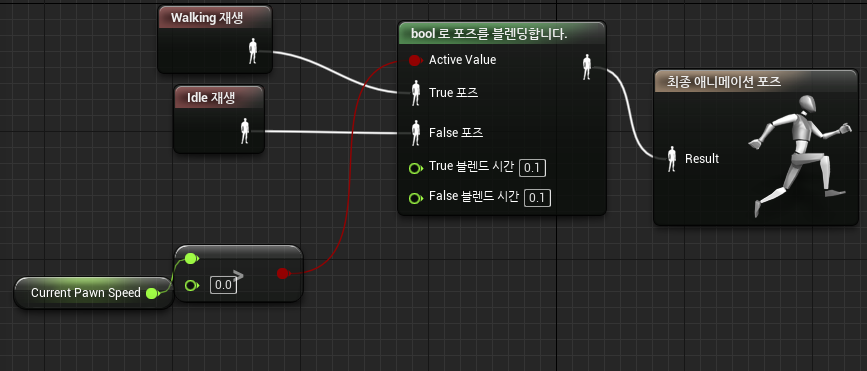 Walking 재생
Idle 재생
bool 로 포즈를 블렌딩합니다.
Active Value
True 포즈
False 포즈
True 블렌드 시간 0.1
False 블렌드 시간 0.1
최종 애니메이션 포즈
Result
>
0.0
Current Pawn Speed